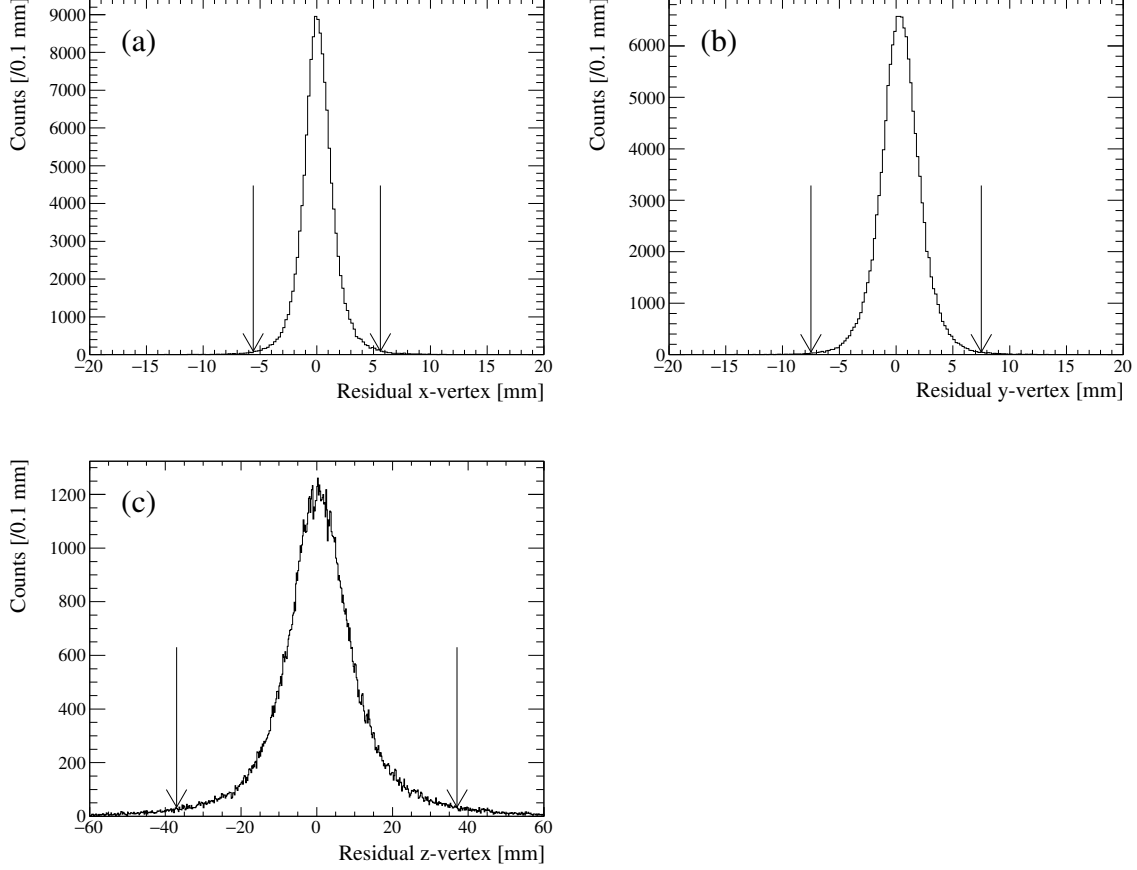 (a)
Counts [/0.1 mm]
9000
8000
7000
6000
5000
4000
3000
2000
1000
0
−20 −15 −10 −5 0 5 10 15 20
Residual x-vertex [mm]
(b)
Counts [/0.1 mm]
6000
5000
4000
3000
2000
1000
0
−20 −15 −10 −5 0 5 10 15 20
Residual y-vertex [mm]
(c)
Counts [/0.1 mm]
1200
1000
800
600
400
200
0
−60 −40 −20 0 20 40 60
Residual z-vertex [mm]